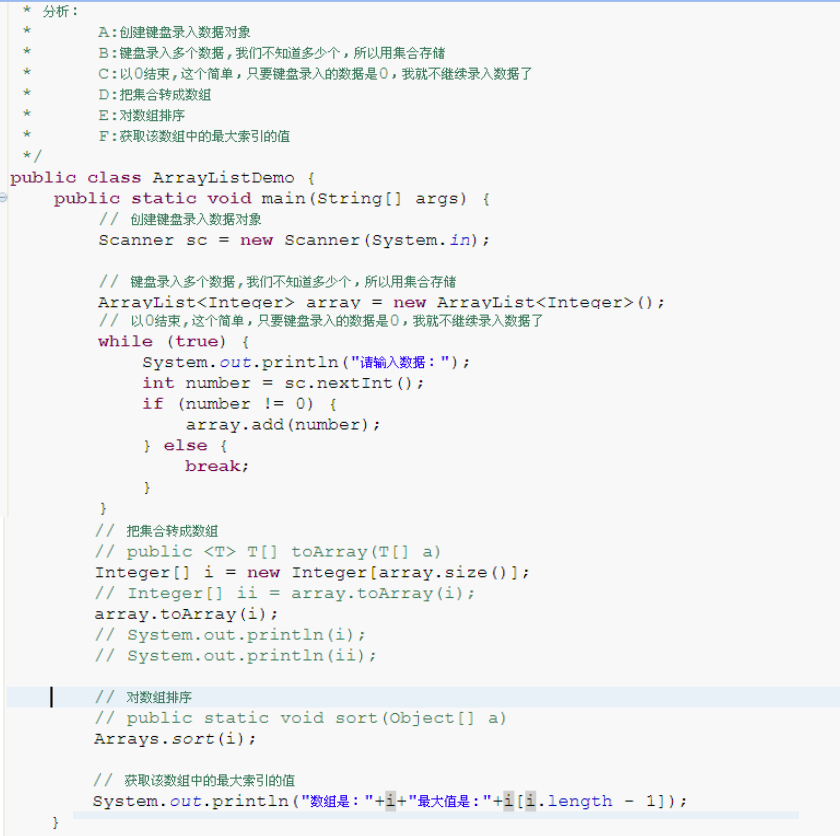 * 分析：
* A:创建键盘录入数据对象
* B:键盘录入多个数据,我们不知道多少个，所以用集合存储
* C:以0结束,这个简单，只要键盘录入的数据是0，我就不继续录入数据了
* D:把集合转成数组
* E:对数组排序
* F:获取该数组中的最大索引的值
*/
public class ArrayListDemo {
public static void main(String[] args) {
// 创建键盘录入数据对象
Scanner sc = new Scanner(System.in);
// 键盘录入多个数据,我们不知道多少个，所以用集合存储
ArrayList<Integer> array = new ArrayList<Integer>();
// 以0结束,这个简单，只要键盘录入的数据是0，我就不继续录入数据了
while (true) {
System.out.println("请输入数据：");
int number = sc.nextInt();
if (number != 0) {
array.add(number);
} else {
break;
}
}
// 把集合转成数组
// public <T> T[] toArray(T[] a)
Integer[] i = new Integer[array.size()];
// Integer[] ii = array.toArray(i);
array.toArray(i);
// System.out.println(i);
// System.out.println(ii);
// 对数组排序
// public static void sort(Object[] a)
Arrays.sort(i);
// 获取该数组中的最大索引的值
System.out.println("数组是："+i+"最大值是:"+i[i.length - 1]);
}